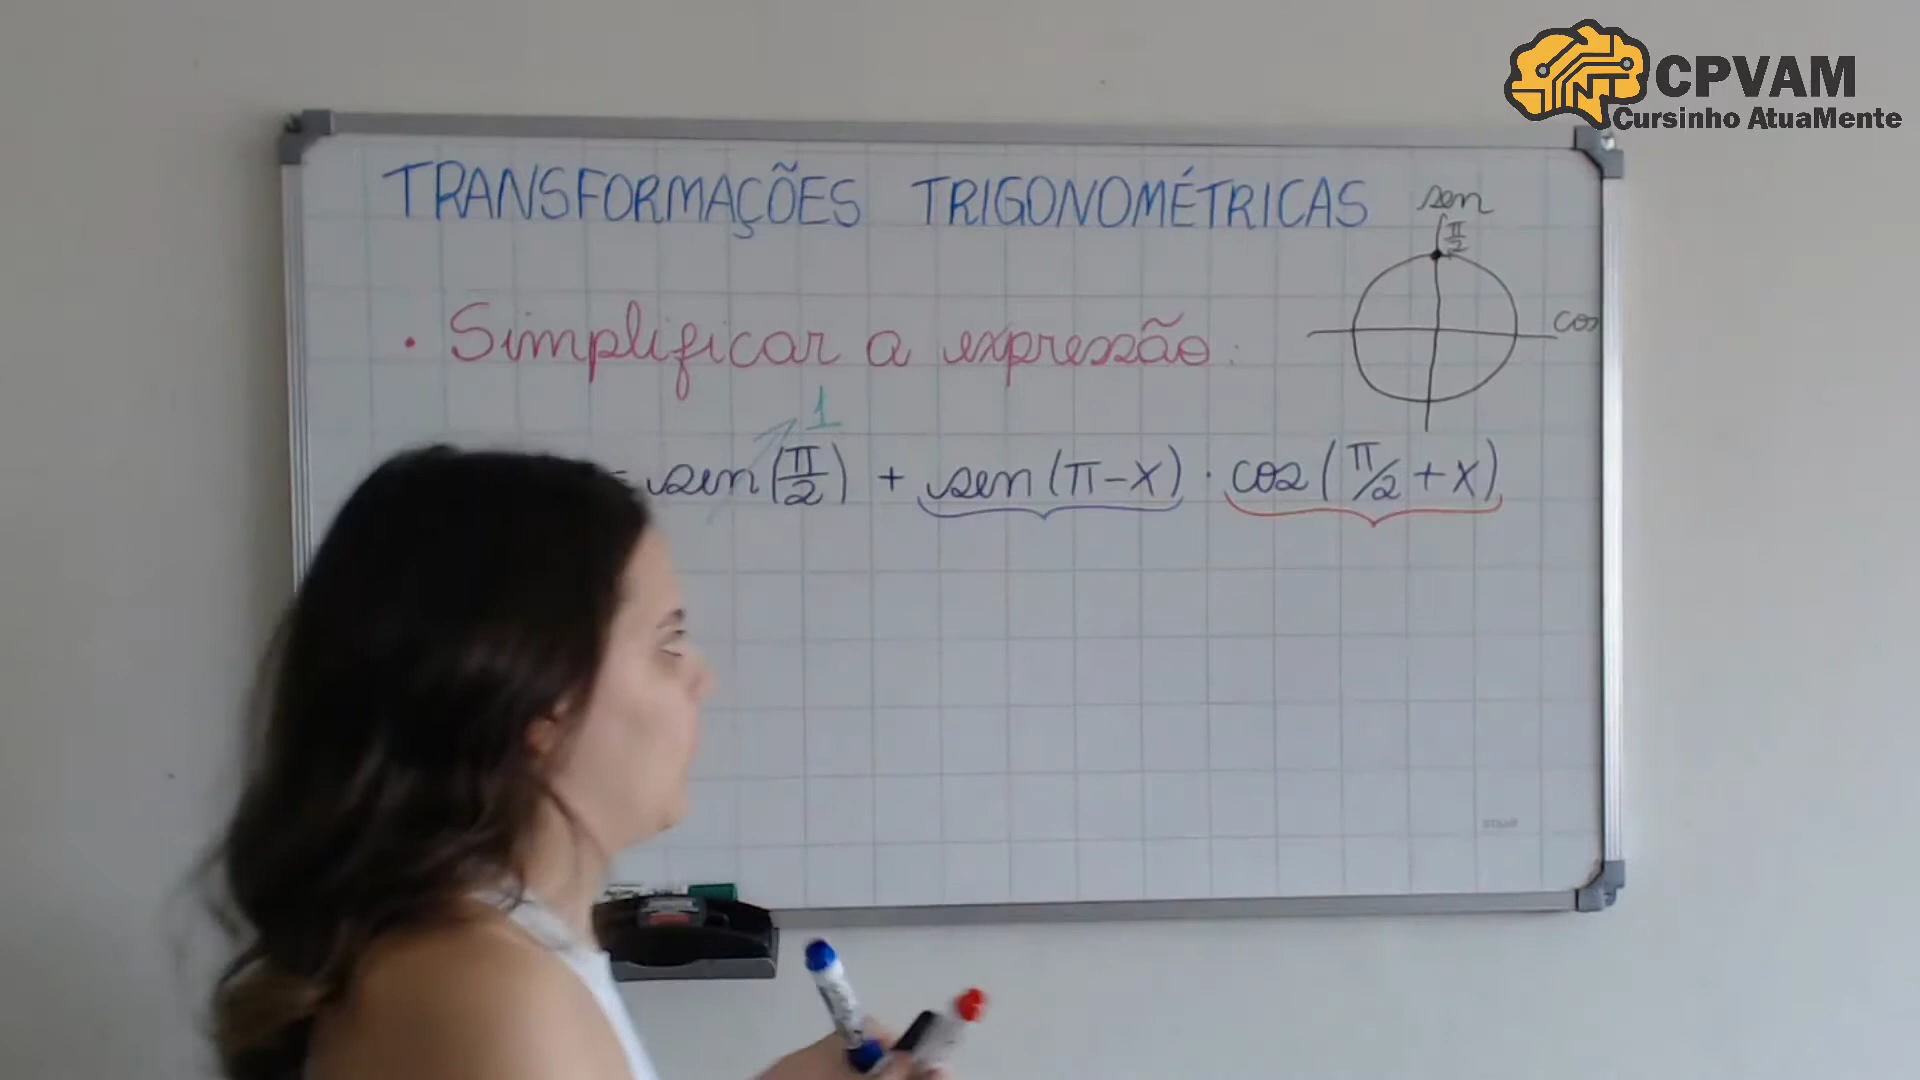 CPVAM
Cursinho AtuaMente
TRANSFORMAÇÕES TRIGONOMÉTRICAS
sen
π/2
cos
• Simplificar a expressão:
1
= sen(π/2) + sen(π-x) · cos(π/2+x)